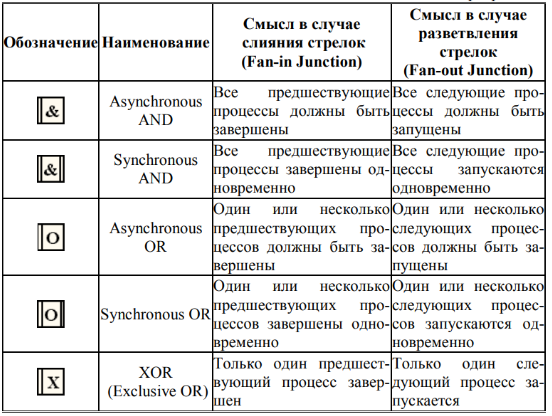 Обозначение
Наименование
Смысл в случае
слияния стрелок
(Fan-in Junction)
Смысл в случае
разветвления
стрелок
(Fan-out Junction)
&
Asynchronous
AND
Все предшествующие
процессы должны быть
завершены
Все следующие про-
цессы должны быть
запущены
&
Synchronous
AND
Все предшествующие
процессы завершены од-
новременно
Все следующие про-
цессы запускаются
одновременно
O
Asynchronous
OR
Один или несколько
предшествующих про-
цессов должны быть за-
вершены
Один или несколько
следующих процес-
сов должны быть за-
пущены
O
Synchronous OR
Один или несколько
предшествующих про-
цессов завершены одно-
временно
Один или несколько
следующих процес-
сов запускаются од-
новременно
X
XOR
(Exclusive OR)
Только один предшест-
вующий процесс завер-
шен
Только один сле-
дующий процесс за-
пускается